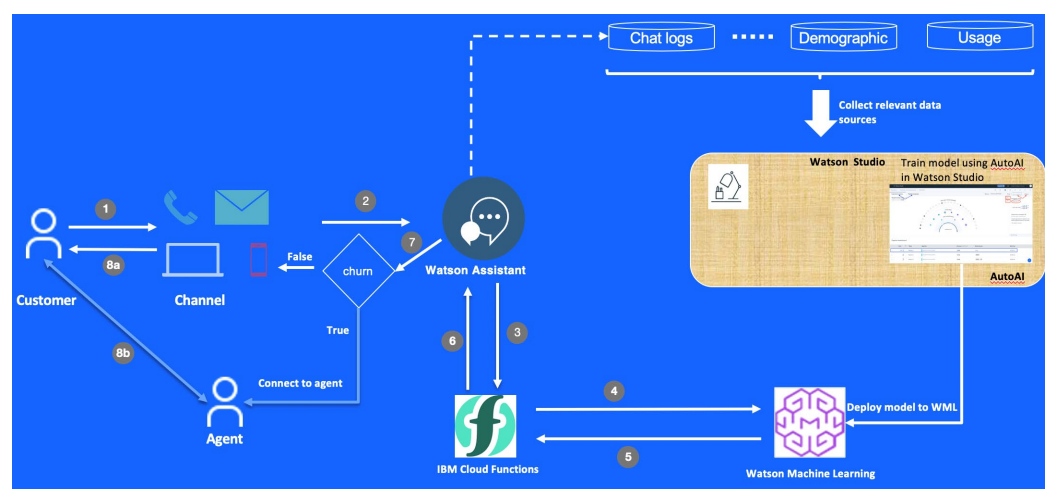 Chat logs
Demographic
Usage
Collect relevant data
sources
Watson Studio
Train model using AutoAI
in Watson Studio
AutoAI
1
2
7
8a
False
churn
Watson Assistant
Customer
Channel
True
6
3
8b
Connect to agent
4
Deploy model to WML
Agent
5
IBM Cloud Functions
Watson Machine Learning